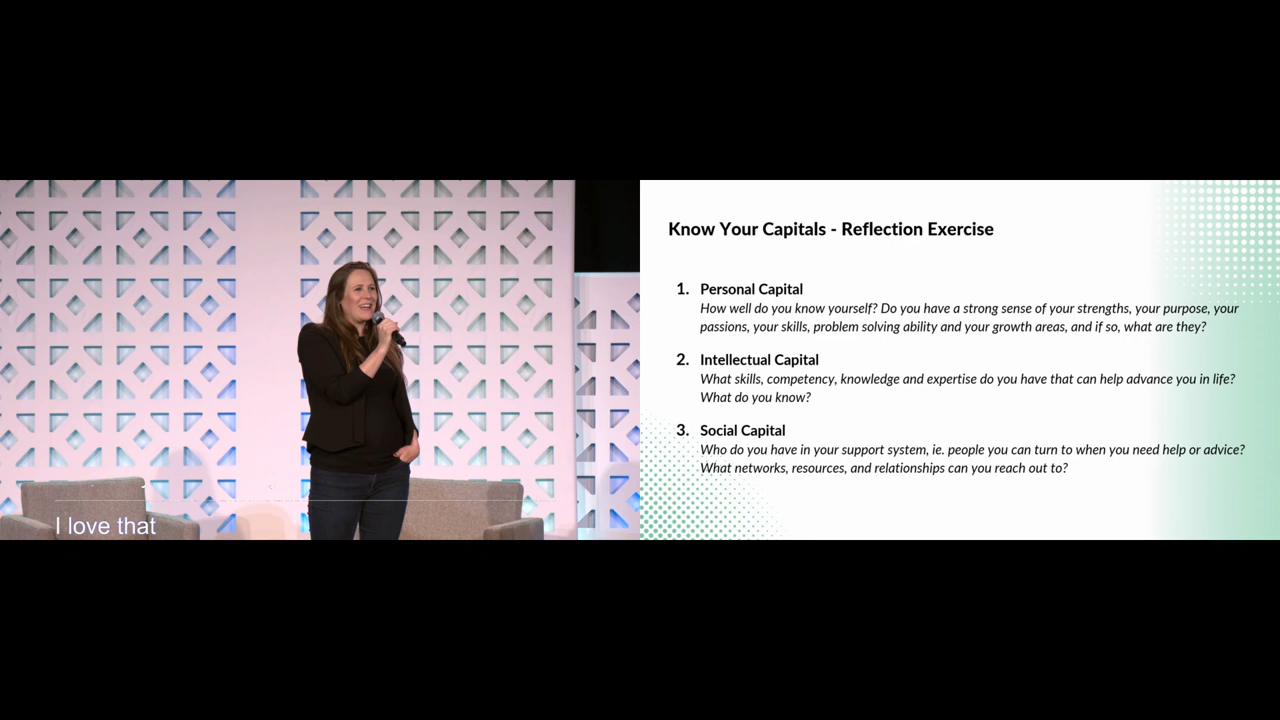 I love that
Know Your Capitals - Reflection Exercise
1. Personal Capital
How well do you know yourself? Do you have a strong sense of your strengths, your purpose, your
passions, your skills, problem solving ability and your growth areas, and if so, what are they?
2. Intellectual Capital
What skills, competency, knowledge and expertise do you have that can help advance you in life?
What do you know?
3. Social Capital
Who do you have in your support system, ie. people you can turn to when you need help or advice?
What networks, resources, and relationships can you reach out to?